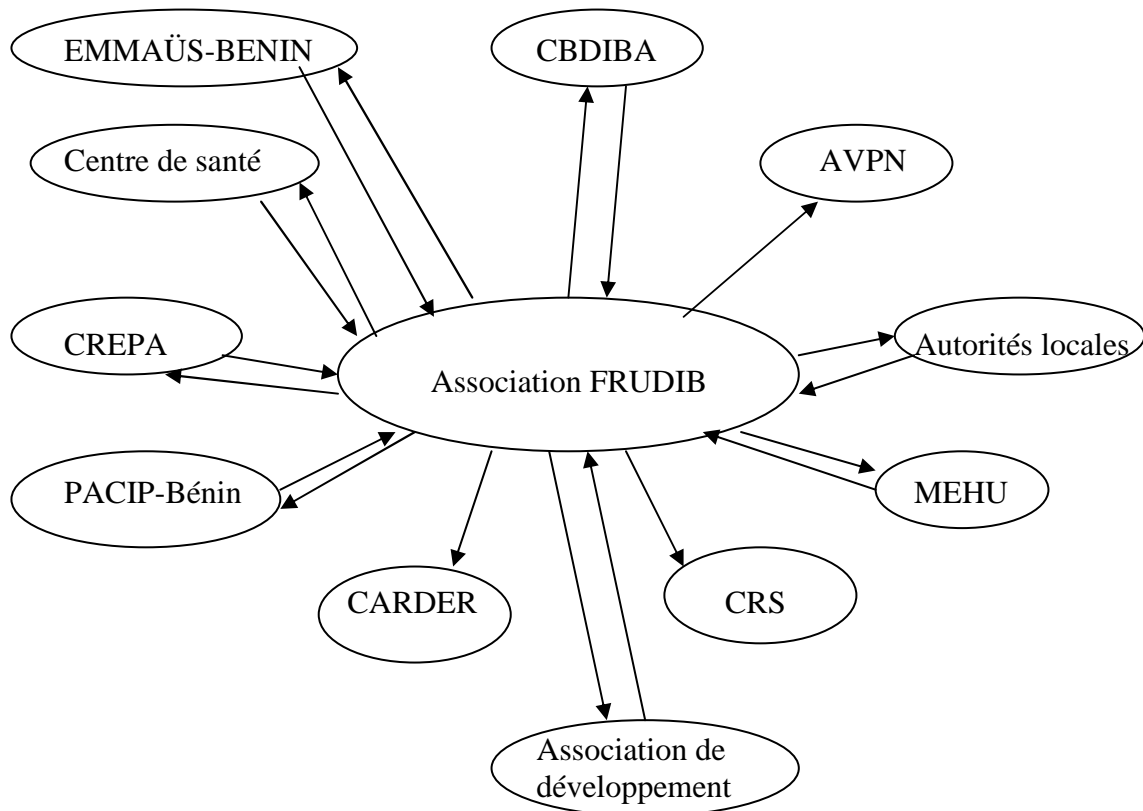 EMMAÜS-BENIN
CBDIBA
Centre de santé
AVPN
CREPA
Autorités locales
Association FRUDIB
PACIP-Bénin
MEHU
CARDER
CRS
Association de
développement